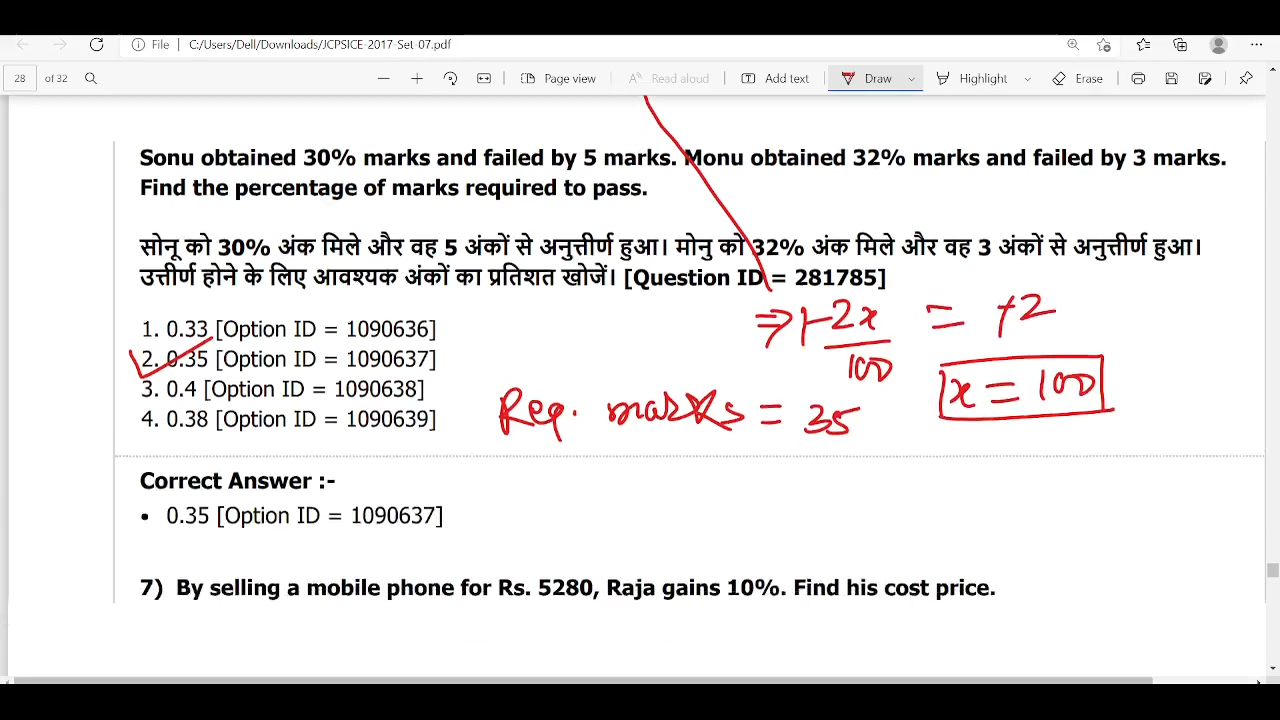 File C:/Users/Dell/Downloads/JCPSICE-2017-Set-07.pdf
28 of 32 Page view Read aloud Add text Draw Highlight Erase
Sonu obtained 30% marks and failed by 5 marks. Monu obtained 32% marks and failed by 3 marks.
Find the percentage of marks required to pass.
सोनू को 30% अंक मिले और वह 5 अंकों से अनुत्तीर्ण हुआ। मोनु को 32% अंक मिले और वह 3 अंकों से अनुत्तीर्ण हुआ।
उत्तीर्ण होने के लिए आवश्यक अंकों का प्रतिशत खोजें। [Question ID = 281785]
1. 0.33 [Option ID = 1090636]
2. 0.35 [Option ID = 1090637]
3. 0.4 [Option ID = 1090638]
4. 0.38 [Option ID = 1090639]
⇒ +2x/100 = +2
x = 100
Req. marks = 35
Correct Answer :-
• 0.35 [Option ID = 1090637]
7) By selling a mobile phone for Rs. 5280, Raja gains 10%. Find his cost price.